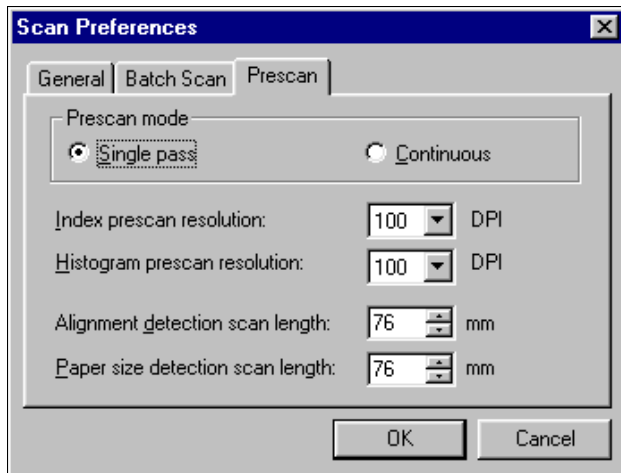 Scan Preferences
General Batch Scan Prescan
Prescan mode
Single pass Continuous
Index prescan resolution: 100 DPI
Histogram prescan resolution: 100 DPI
Alignment detection scan length: 76 mm
Paper size detection scan length: 76 mm
OK Cancel